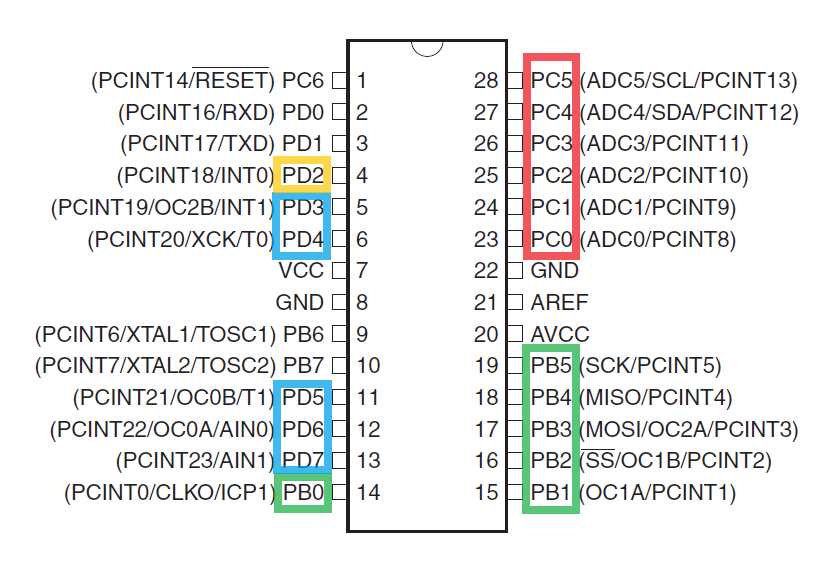 (PCINT14/RESET) PC6 1 28 PC5 (ADC5/SCL/PCINT13)
(PCINT16/RXD) PD0 2 27 PC4 (ADC4/SDA/PCINT12)
(PCINT17/TXD) PD1 3 26 PC3 (ADC3/PCINT11)
(PCINT18/INT0) PD2 4 25 PC2 (ADC2/PCINT10)
(PCINT19/OC2B/INT1) PD3 5 24 PC1 (ADC1/PCINT9)
(PCINT20/XCK/T0) PD4 6 23 PC0 (ADC0/PCINT8)
VCC 7 22 GND
GND 8 21 AREF
(PCINT6/XTAL1/TOSC1) PB6 9 20 AVCC
(PCINT7/XTAL2/TOSC2) PB7 10 19 PB5 (SCK/PCINT5)
(PCINT21/OC0B/T1) PD5 11 18 PB4 (MISO/PCINT4)
(PCINT22/OC0A/AIN0) PD6 12 17 PB3 (MOSI/OC2A/PCINT3)
(PCINT23/AIN1) PD7 13 16 PB2 (SS/OC1B/PCINT2)
(PCINT0/CLKO/ICP1) PB0 14 15 PB1 (OC1A/PCINT1)